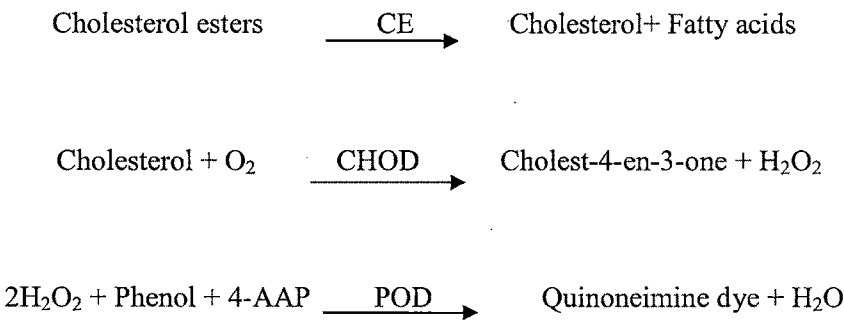 Cholesterol esters CE Cholesterol+ Fatty acids
Cholesterol + O₂ CHOD Cholest-4-en-3-one + H₂O₂
2H₂O₂ + Phenol + 4-AAP POD Quinoneimine dye + H₂O